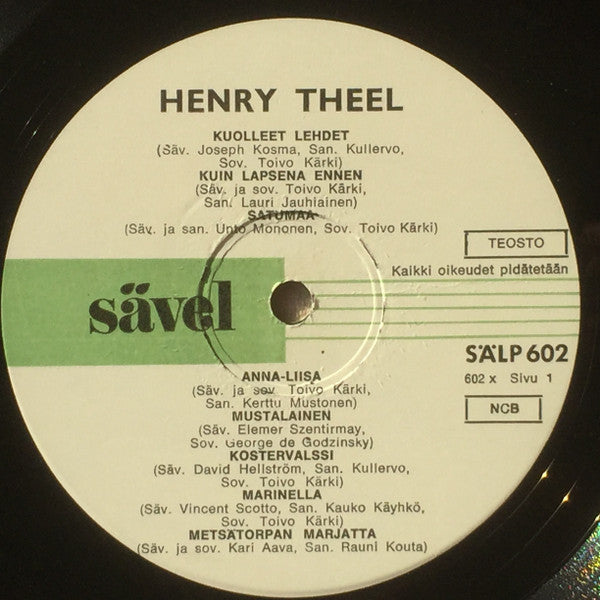 HENRY THEEL
KUOLLEET LEHDET
(Säv. Joseph Kosma, San. Kullervo,
Sov. Toivo Kärki)
KUIN LAPSENA ENNEN
(Säv. ja sov. Toivo Kärki,
San. Lauri Jauhiainen)
SATUMAA
(Säv. ja san. Unto Mononen, Sov. Toivo Kärki)
TEOSTO
Kaikki oikeudet pidätetään
sävel
SÄLP 602
602 x Sivu 1
NCB
ANNA-LIISA
(Säv. ja sov. Toivo Kärki,
San. Kerttu Mustonen)
MUSTALAINEN
(Säv. Elemer Szentirmay,
Sov. George de Godzinsky)
KOSTERVALSSI
(Säv. David Hellström, San. Kullervo,
Sov. Toivo Kärki)
MARINELLA
(Säv. Vincent Scotto, San. Kauko Käyhkö,
Sov. Toivo Kärki)
METSÄTORPAN MARJATTA
(Säv. ja sov. Kari Aava, San. Rauni Kouta)